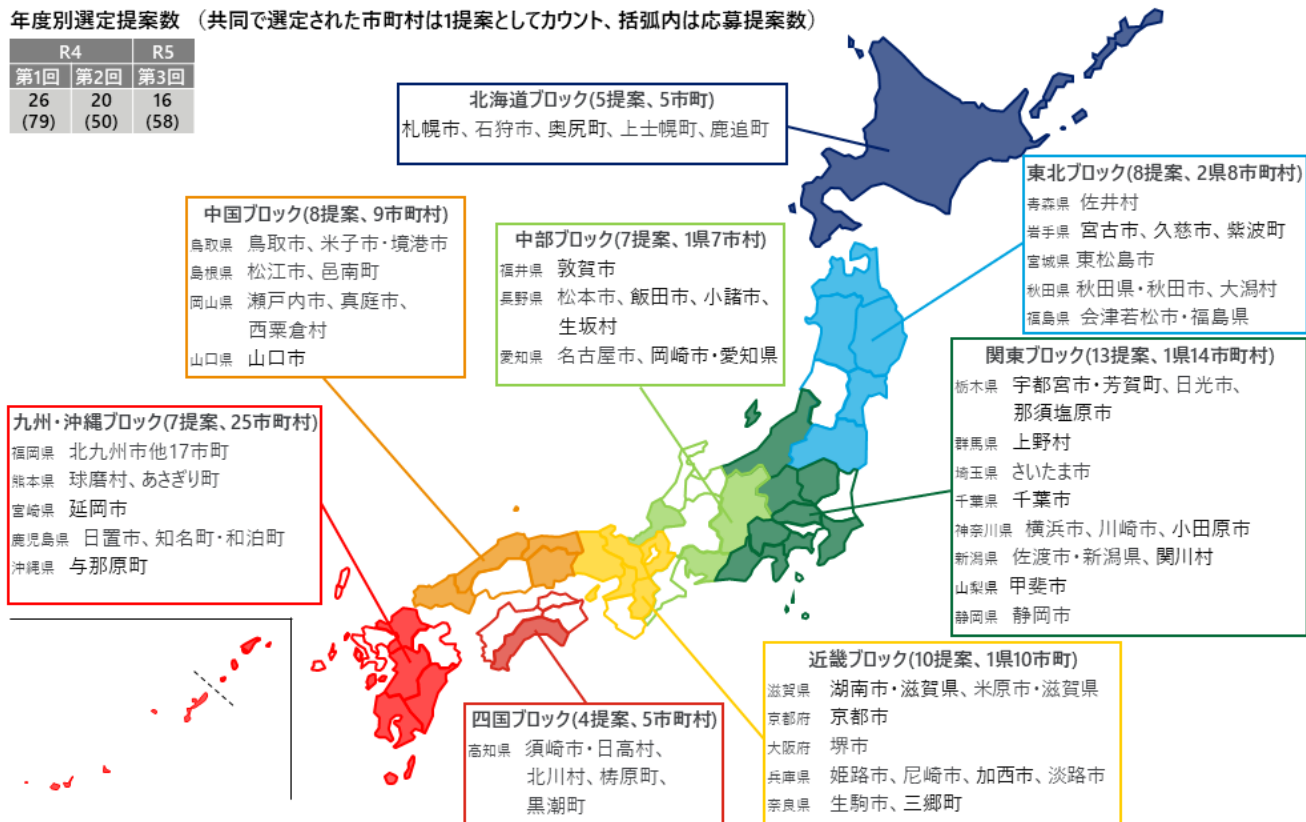 年度別選定提案数 （共同で選定された市町村は1提案としてカウント、括弧内は応募提案数）
R4 R5
第1回 第2回 第3回
26 20 16
(79) (50) (58)
北海道ブロック(5提案、5市町)
札幌市、石狩市、奥尻町、上士幌町、鹿追町
東北ブロック(8提案、2県8市町村)
青森県 佐井村
岩手県 宮古市、久慈市、紫波町
宮城県 東松島市
秋田県 秋田県・秋田市、大潟村
福島県 会津若松市・福島県
中国ブロック(8提案、9市町村)
鳥取県 鳥取市、米子市・境港市
島根県 松江市、邑南町
岡山県 瀬戸内市、真庭市、
西粟倉村
山口県 山口市
中部ブロック(7提案、1県7市村)
福井県 敦賀市
長野県 松本市、飯田市、小諸市、
生坂村
愛知県 名古屋市、岡崎市・愛知県
関東ブロック(13提案、1県14市町村)
栃木県 宇都宮市・芳賀町、日光市、
那須塩原市
群馬県 上野村
埼玉県 さいたま市
千葉県 千葉市
神奈川県 横浜市、川崎市、小田原市
新潟県 佐渡市・新潟県、関川村
山梨県 甲斐市
静岡県 静岡市
九州・沖縄ブロック(7提案、25市町村)
福岡県 北九州市他17市町
熊本県 球磨村、あさぎり町
宮崎県 延岡市
鹿児島県 日置市、知名町・和泊町
沖縄県 与那原町
四国ブロック(4提案、5市町村)
高知県 須崎市・日高村、
北川村、梼原町、
黒潮町
近畿ブロック(10提案、1県10市町)
滋賀県 湖南市・滋賀県、米原市・滋賀県
京都府 京都市
大阪府 堺市
兵庫県 姫路市、尼崎市、加西市、淡路市
奈良県 生駒市、三郷町